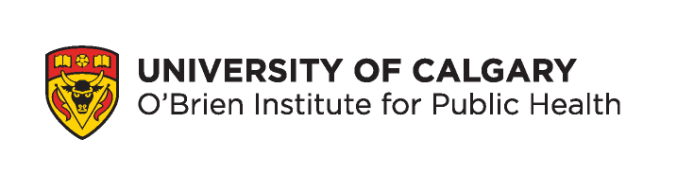 UNIVERSITY OF CALGARY
O’Brien Institute for Public Health